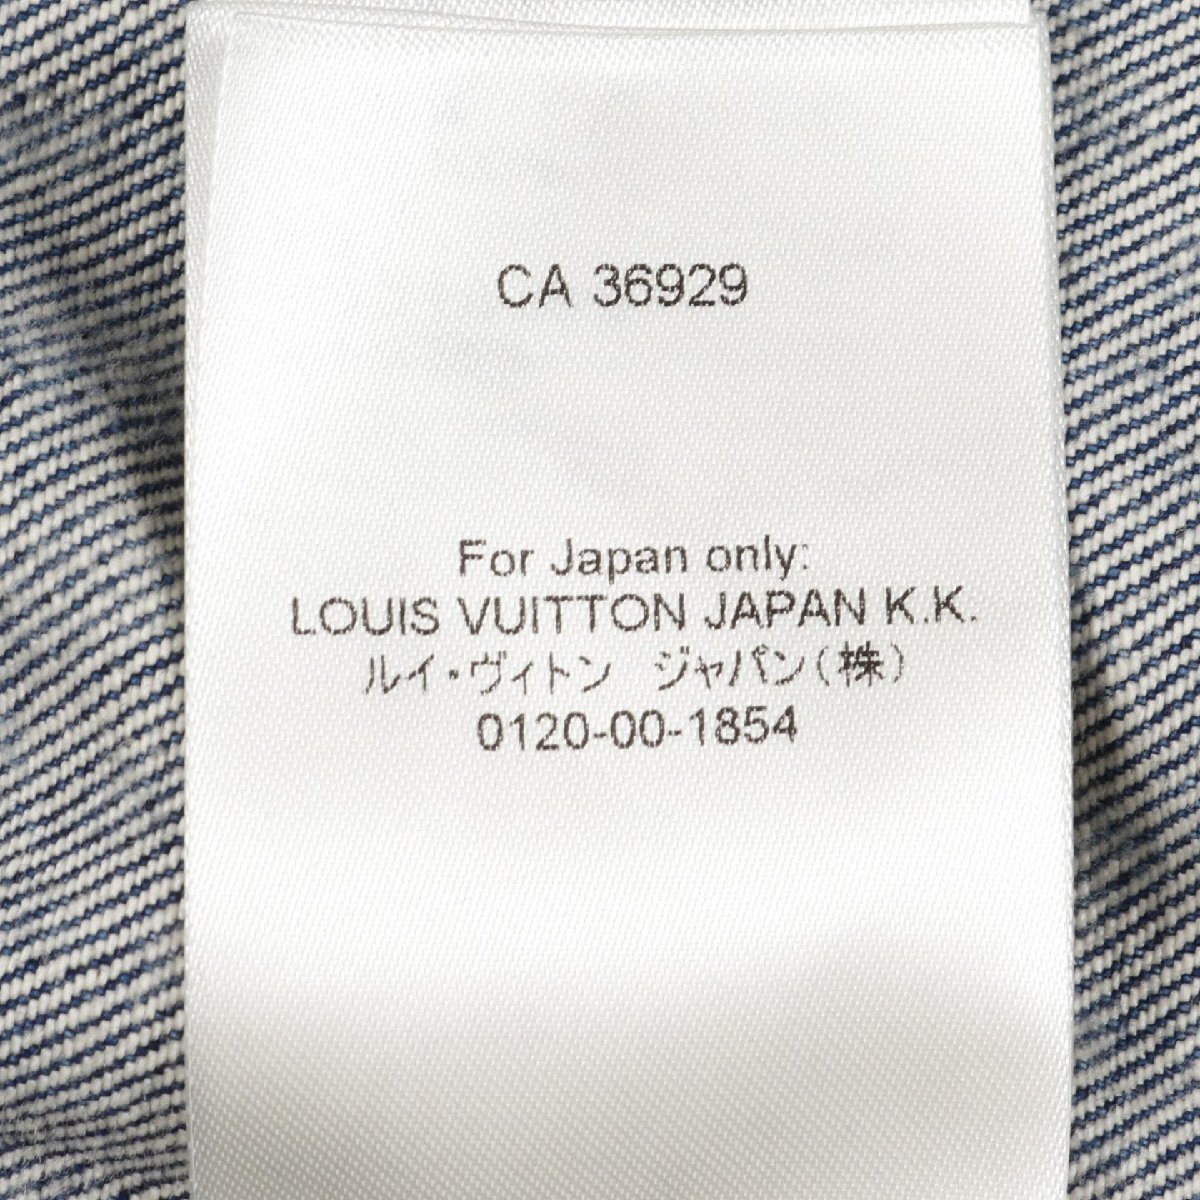 CA 36929
For Japan only:
LOUIS VUITTON JAPAN K.K.
ルイ・ヴィトン　ジャパン(株)
0120-00-1854